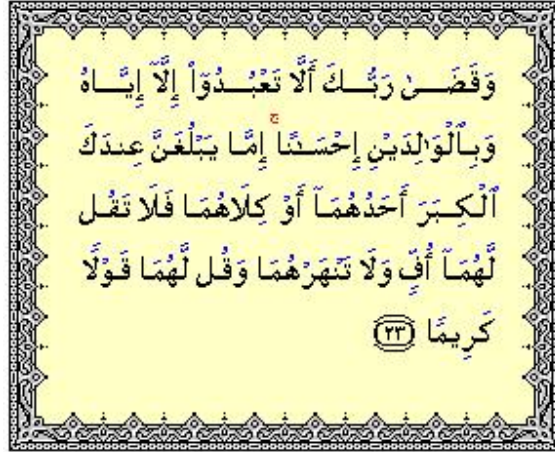 وَقَضَىٰ رَبُّكَ أَلَّا تَعْبُدُوٓا۟ إِلَّآ إِيَّاهُ
وَبِٱلْوَٰلِدَيْنِ إِحْسَـٰنًا ۚ إِمَّا يَبْلُغَنَّ عِندَكَ
ٱلْكِبَرَ أَحَدُهُمَآ أَوْ كِلَاهُمَا فَلَا تَقُل
لَّهُمَآ أُفٍّ وَلَا تَنْهَرْهُمَا وَقُل لَّهُمَا قَوْلًا
كَرِيمًا ٢٣